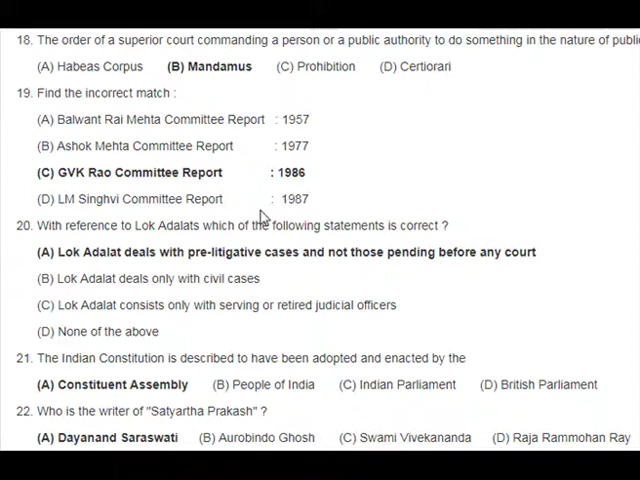 18. The order of a superior court commanding a person or a public authority to do something in the nature of
(A) Habeas Corpus (B) Mandamus (C) Prohibition (D) Certiorari
19. Find the incorrect match :
(A) Balwant Rai Mehta Committee Report : 1957
(B) Ashok Mehta Committee Report : 1977
(C) GVK Rao Committee Report : 1986
(D) LM Singhvi Committee Report : 1987
20. With reference to Lok Adalats which of the following statements is correct ?
(A) Lok Adalat deals with pre-litigative cases and not those pending before any court
(B) Lok Adalat deals only with civil cases
(C) Lok Adalat consists only with serving or retired judicial officers
(D) None of the above
21. The Indian Constitution is described to have been adopted and enacted by the
(A) Constituent Assembly (B) People of India (C) Indian Parliament (D) British Parliament
22. Who is the writer of "Satyartha Prakash" ?
(A) Dayanand Saraswati (B) Aurobindo Ghosh (C) Swami Vivekananda (D) Raja Rammohan Ray